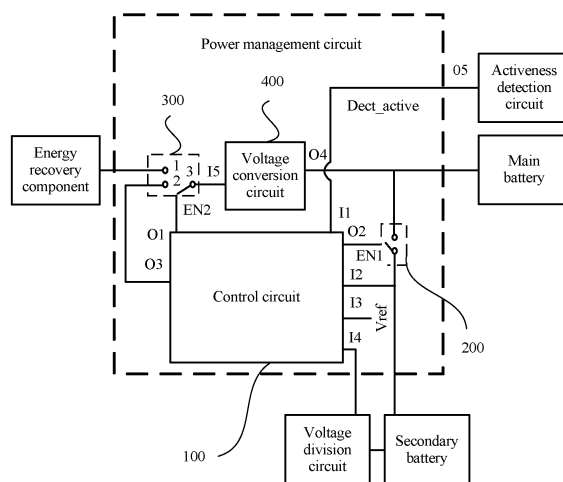 Power management circuit
05
Activeness
detection
circuit
Dect_active
300
400
Energy
recovery
component
1
2
3
I5
Voltage
conversion
circuit
O4
Main
battery
EN2
I1
O1
O2
EN1
O3
I2
Control circuit
I3
Vref
I4
200
100
Voltage
division
circuit
Secondary
battery